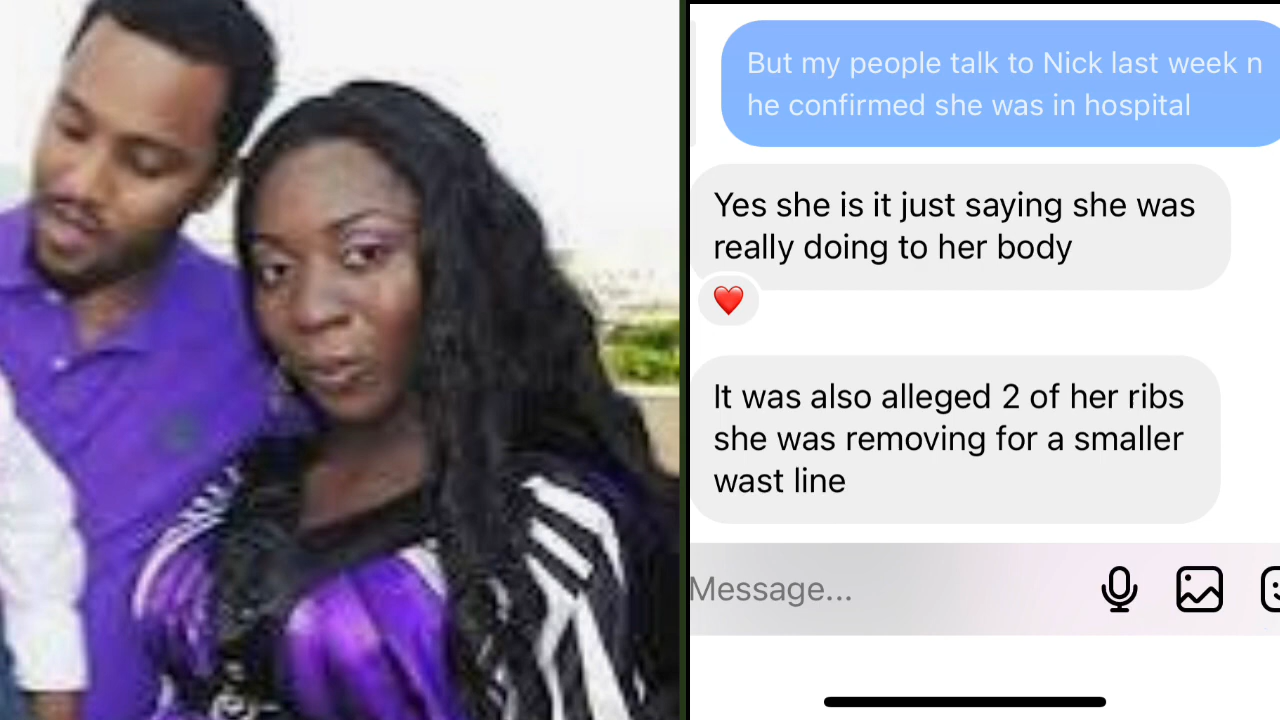 But my people talk to Nick last week n
he confirmed she was in hospital
Yes she is it just saying she was
really doing to her body
It was also alleged 2 of her ribs
she was removing for a smaller
wast line
Message...